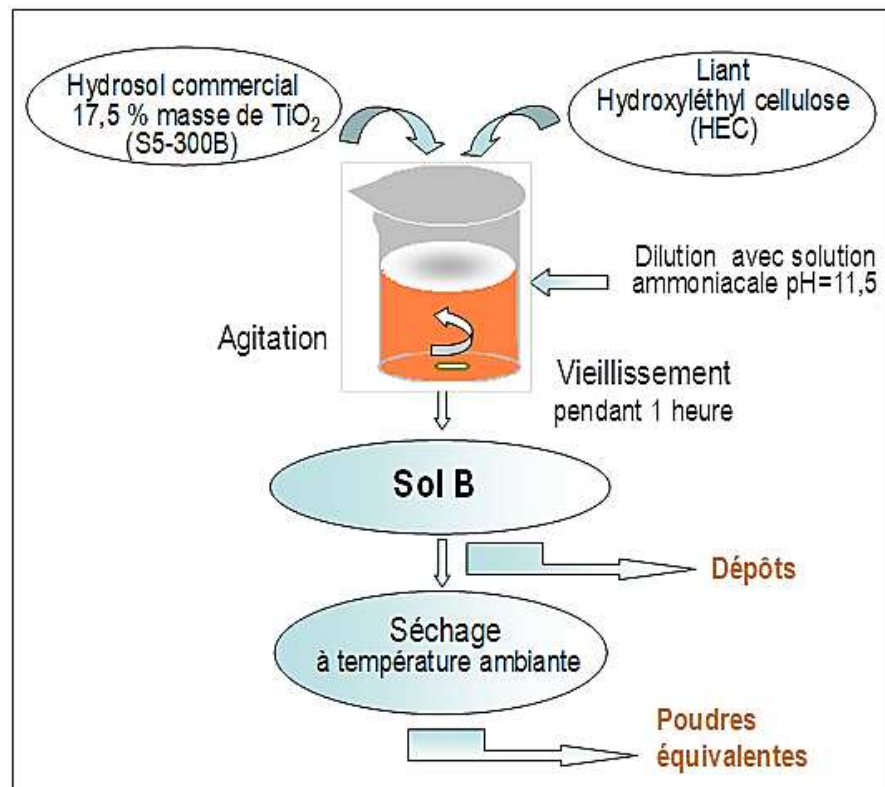 Hydrosol commercial
17,5 % masse de TiO₂
(S5-300B)
Liant
Hydroxyléthyl cellulose
(HEC)
Dilution avec solution
ammoniacale pH=11,5
Agitation
Vieillissement
pendant 1 heure
Sol B
Dépôts
Séchage
à température ambiante
Poudres
équivalentes